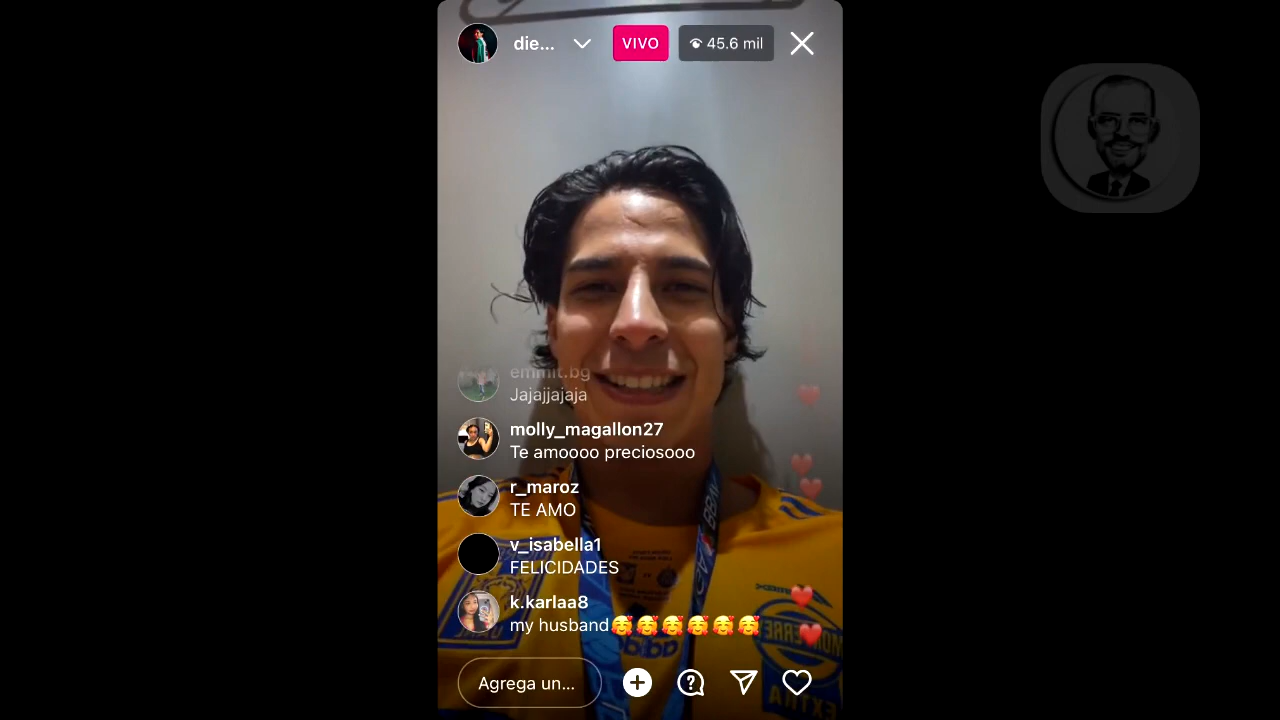 die...
VIVO
45.6 mil
emmit.bg
Jajajjajaja
molly_magallon27
Te amoooo preciosooo
r_maroz
TE AMO
v_isabella1
FELICIDADES
k.karlaa8
my husband🥰🥰🥰🥰🥰🥰
Agrega un...